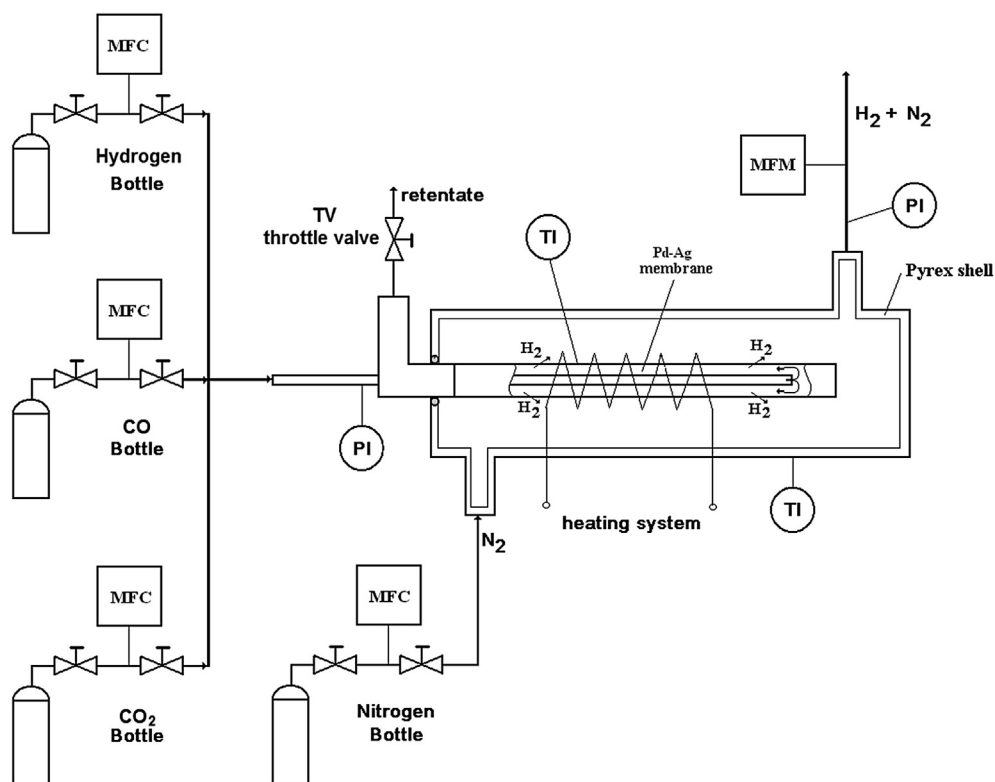 MFC
Hydrogen
Bottle
MFC
CO
Bottle
MFC
CO2
Bottle
retentate
TV
throttle valve
PI
TI
Pd-Ag
membrane
H2
H2
H2
H2
heating system
N2
MFC
Nitrogen
Bottle
H2 + N2
MFM
PI
Pyrex shell
TI